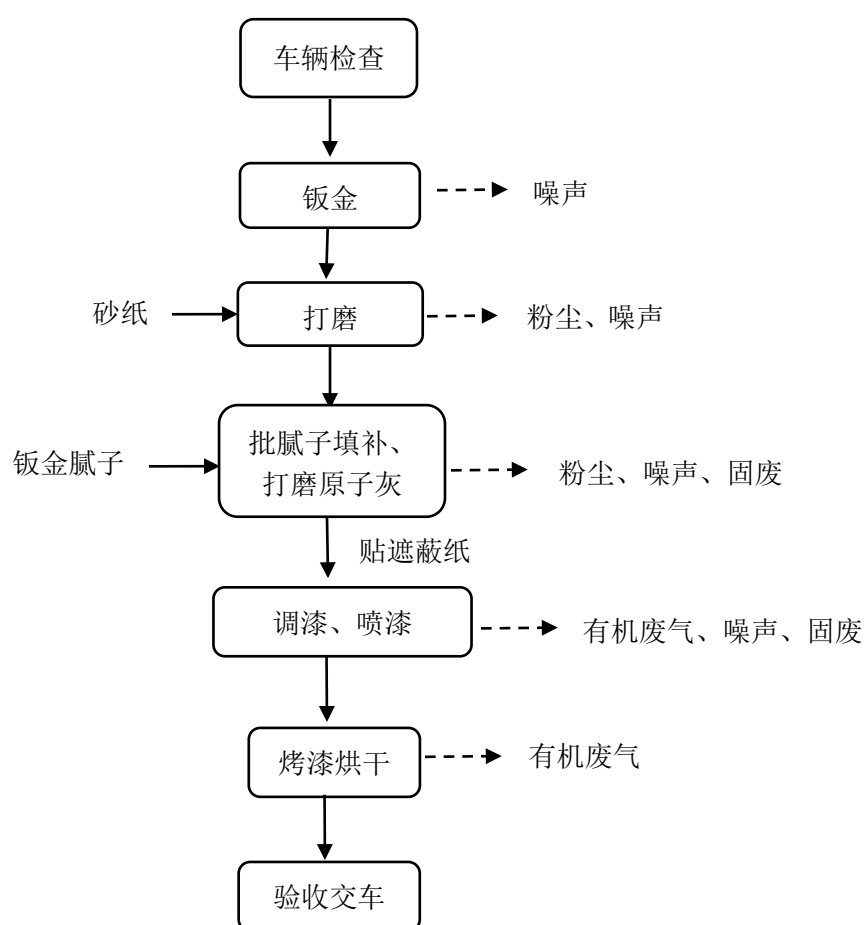 车辆检查
钣金
噪声
砂纸
打磨
粉尘、噪声
钣金腻子
批腻子填补、
打磨原子灰
粉尘、噪声、固废
贴遮蔽纸
调漆、喷漆
有机废气、噪声、固废
烤漆烘干
有机废气
验收交车